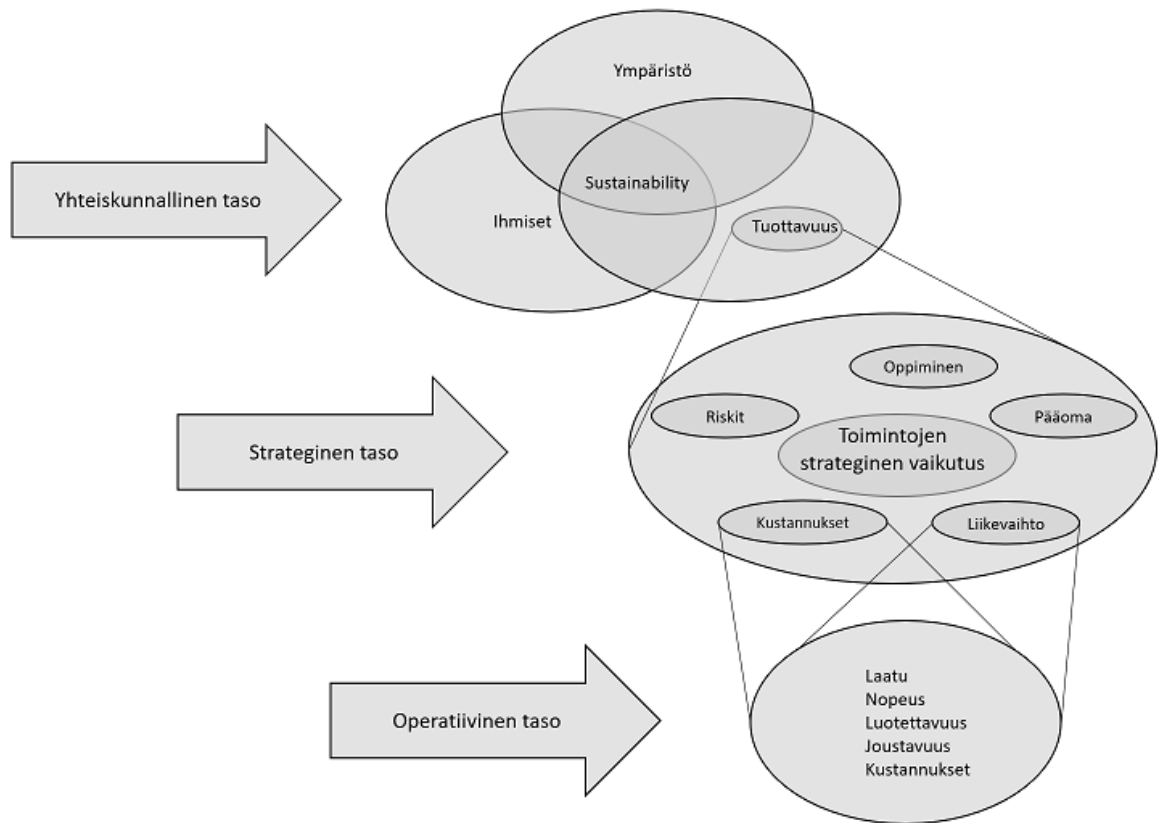 Ympäristö
Yhteiskunnallinen taso
Sustainability
Ihmiset
Tuottavuus
Oppiminen
Riskit
Pääoma
Toimintojen
strateginen vaikutus
Strateginen taso
Kustannukset
Liikevaihto
Operatiivinen taso
Laatu
Nopeus
Luotettavuus
Joustavuus
Kustannukset